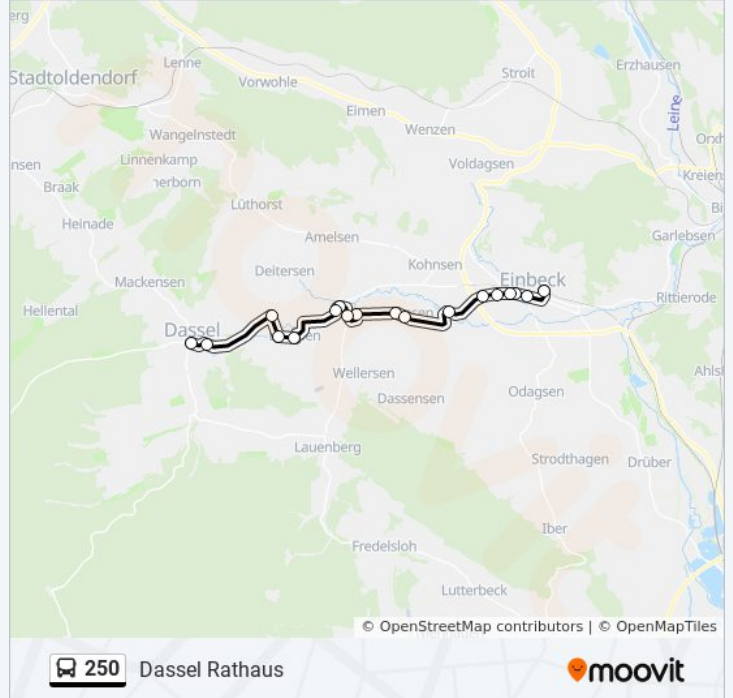 Stadtoldendorf
Lenne
Vorwohle
Stroit
Erzhausen
Leine
Eimen
Wenzen
Wangelnstedt
Voldagsen
Linnenkamp
Braak
Lüthorst
Heinade
Amelsen
Garlebsen
Deitersen
Kohnsen
Einbeck
Mackensen
Rittierode
Hellental
Dassel
Wellersen
Dassensen
Odagsen
Lauenberg
Strodthagen
Drüber
Iber
Fredelsloh
Lutterbeck
© OpenStreetMap contributors | © OpenMapTiles
250 Dassel Rathaus
moovit